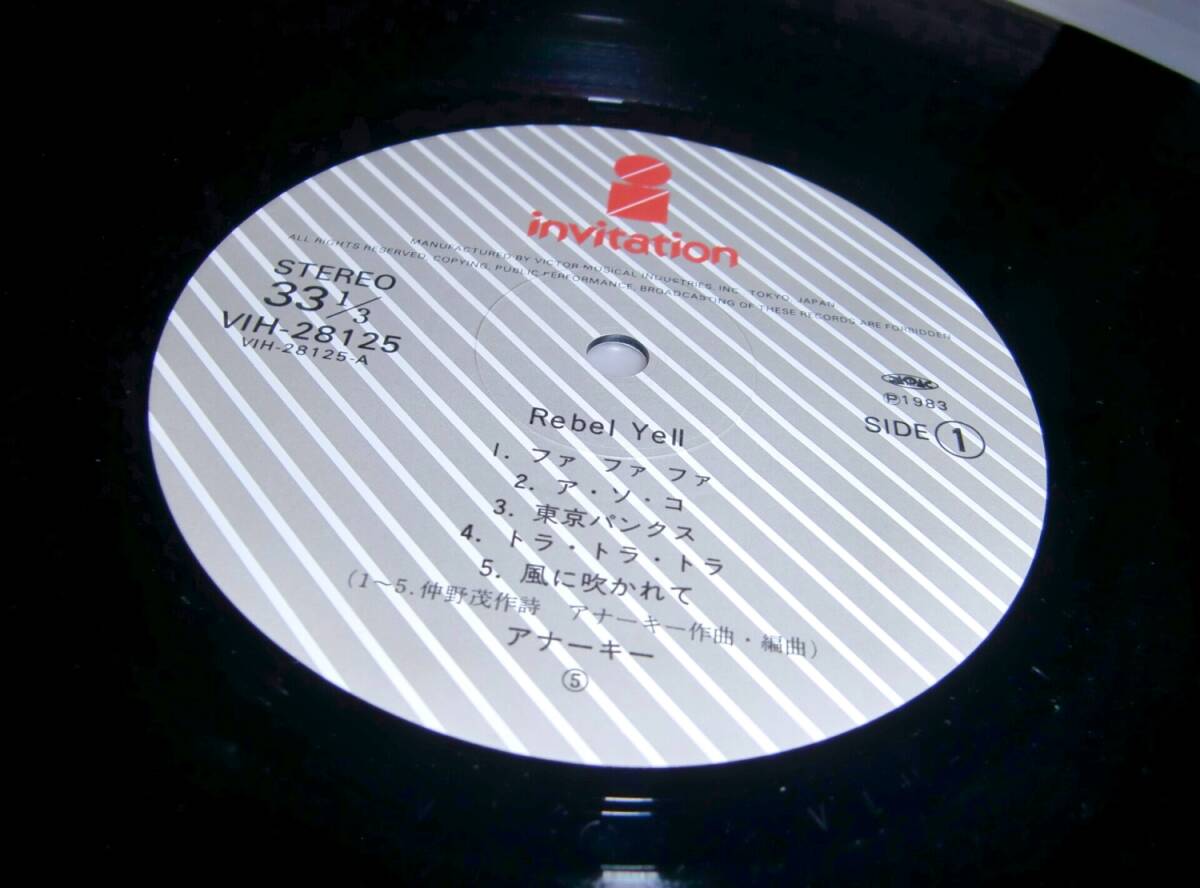 invitation
MANUFACTURED BY VICTOR MUSICAL INDUSTRIES, INC. TOKYO, JAPAN
ALL RIGHTS RESERVED, COPYING, PUBLIC PERFORMANCE, BROADCASTING OF THESE RECORDS ARE FORBIDDEN
STEREO
33 1/3
VIH-28125
VIH-28125-A
℗1983
SIDE 1
Rebel Yell
1. ファ ファ ファ
2. ア・ソ・コ
3. 東京パンクス
4. トラ・トラ・トラ
5. 風に吹かれて
(1〜5.仲野茂作詩 アナーキー作曲・編曲)
アナーキー
⑤